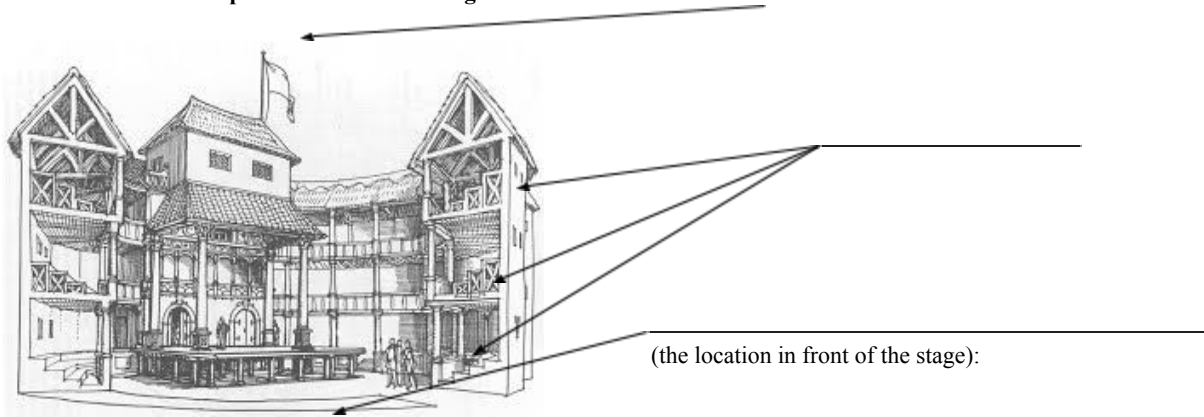 (the location in front of the stage):